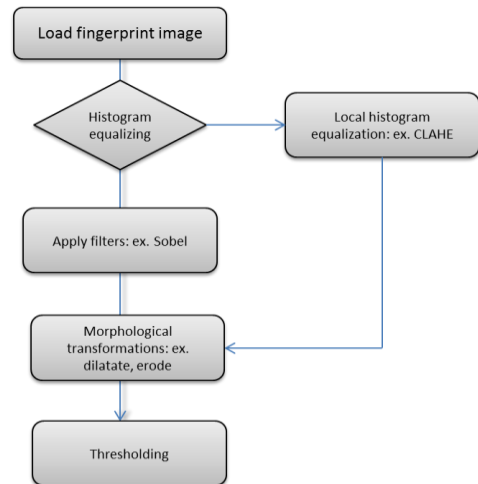 Load fingerprint image
Histogram
equalizing
Local histogram
equalization: ex. CLAHE
Apply filters: ex. Sobel
Morphological
transformations: ex.
dilatate, erode
Thresholding